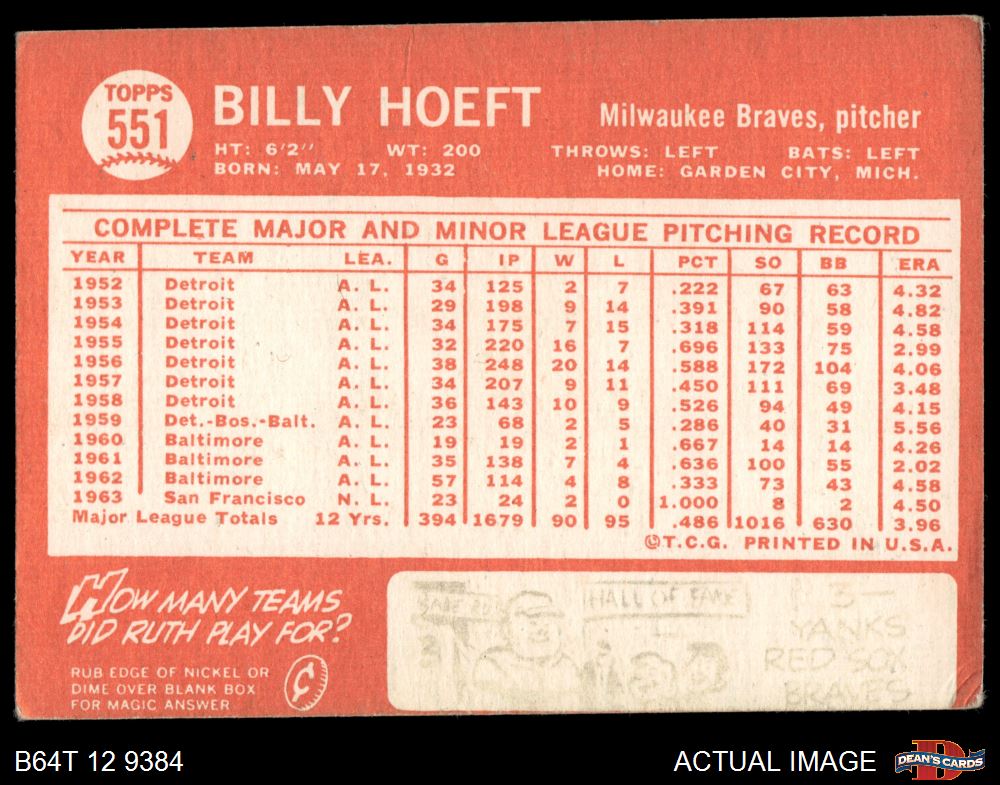 TOPPS
551
BILLY HOEFT
Milwaukee Braves, pitcher
HT: 6'2" WT: 200 THROWS: LEFT BATS: LEFT
BORN: MAY 17, 1932 HOME: GARDEN CITY, MICH.
COMPLETE MAJOR AND MINOR LEAGUE PITCHING RECORD
YEAR TEAM LEA. G IP W L PCT SO BB ERA
1952 Detroit A. L. 34 125 2 7 .222 67 63 4.32
1953 Detroit A. L. 29 198 9 14 .391 90 58 4.82
1954 Detroit A. L. 34 175 7 15 .318 114 59 4.58
1955 Detroit A. L. 32 220 16 7 .696 133 75 2.99
1956 Detroit A. L. 38 248 20 14 .588 172 104 4.06
1957 Detroit A. L. 34 207 9 11 .450 111 69 3.48
1958 Detroit A. L. 36 143 10 9 .526 94 49 4.15
1959 Det.-Bos.-Balt. A. L. 23 68 2 5 .286 40 31 5.56
1960 Baltimore A. L. 19 19 2 1 .667 14 14 4.26
1961 Baltimore A. L. 35 138 7 4 .636 100 55 2.02
1962 Baltimore A. L. 57 114 4 8 .333 73 43 4.58
1963 San Francisco N. L. 23 24 2 0 1.000 8 2 4.50
Major League Totals 12 Yrs. 394 1679 90 95 .486 1016 630 3.96
©T.C.G. PRINTED IN U.S.A.
HOW MANY TEAMS
DID RUTH PLAY FOR?
RUB EDGE OF NICKEL OR
DIME OVER BLANK BOX
FOR MAGIC ANSWER
BABE RUTH
3
HALL OF FAME
3—
YANKS
RED SOX
BRAVES
B64T 12 9384
ACTUAL IMAGE
DEAN'S CARDS